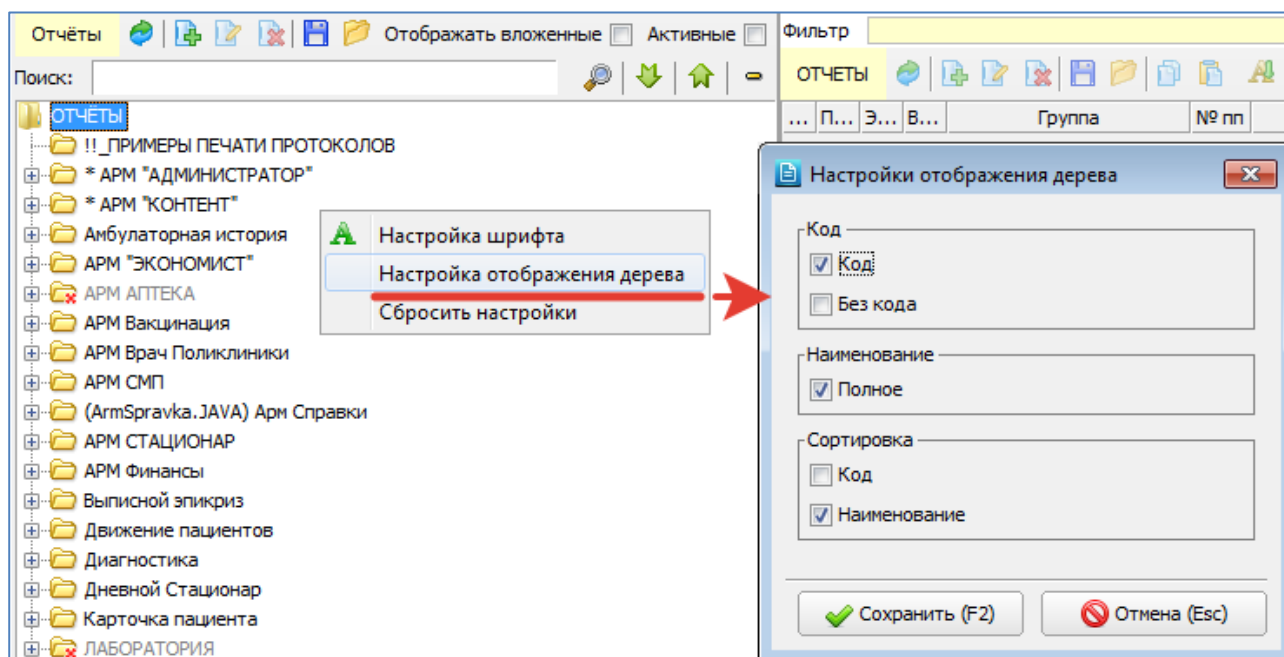 Отчёты Отображать вложенные Активные
Поиск:
ОТЧЁТЫ
!!_ПРИМЕРЫ ПЕЧАТИ ПРОТОКОЛОВ
* АРМ "АДМИНИСТРАТОР"
* АРМ "КОНТЕНТ"
Амбулаторная история
АРМ "ЭКОНОМИСТ"
АРМ АПТЕКА
АРМ Вакцинация
АРМ Врач Поликлиники
АРМ СМП
(ArmSpravka.JAVA) Арм Справки
АРМ СТАЦИОНАР
АРМ Финансы
Выписной эпикриз
Движение пациентов
Диагностика
Дневной Стационар
Карточка пациента
ЛАБОРАТОРИЯ
Настройка шрифта
Настройка отображения дерева
Сбросить настройки
Фильтр
ОТЧЕТЫ
... П... Э... В... Группа № пп
Настройки отображения дерева
Код
Код
Без кода
Наименование
Полное
Сортировка
Код
Наименование
Сохранить (F2) Отмена (Esc)